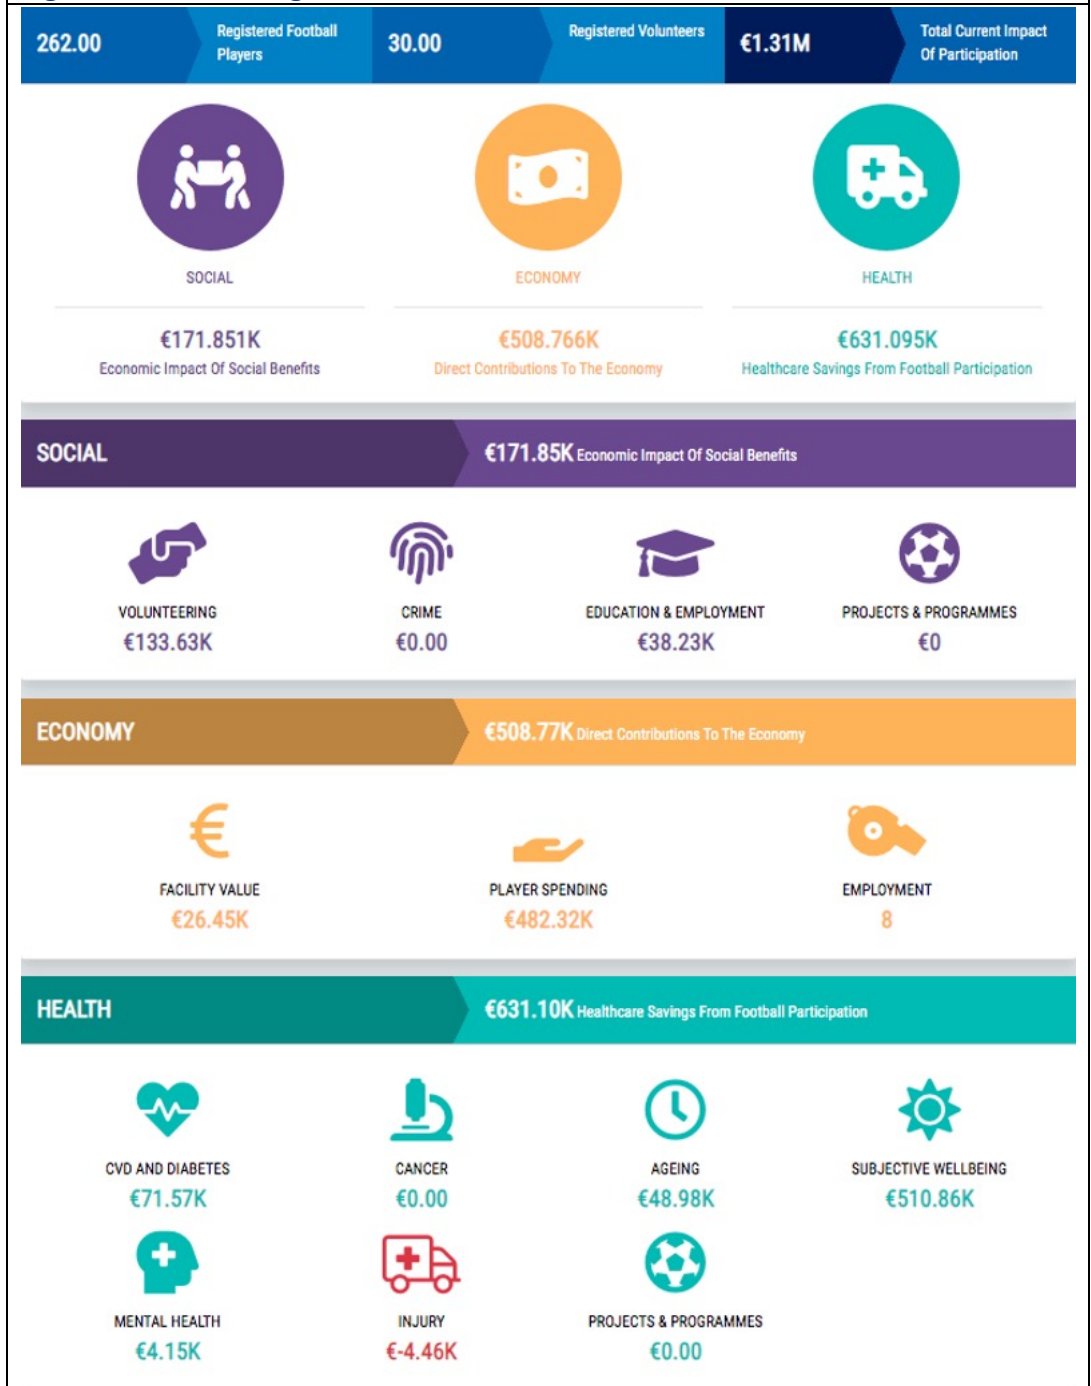 262.00
Registered Football
Players
30.00
Registered Volunteers
€1.31M
Total Current Impact
Of Participation
SOCIAL
ECONOMY
HEALTH
€171.851K
€508.766K
€631.095K
Economic Impact Of Social Benefits
Direct Contributions To The Economy
Healthcare Savings From Football Participation
SOCIAL
€171.85K Economic Impact Of Social Benefits
VOLUNTEERING
CRIME
EDUCATION & EMPLOYMENT
PROJECTS & PROGRAMMES
€133.63K
€0.00
€38.23K
€0
ECONOMY
€508.77K Direct Contributions To The Economy
FACILITY VALUE
PLAYER SPENDING
EMPLOYMENT
€26.45K
€482.32K
8
HEALTH
€631.10K Healthcare Savings From Football Participation
CVD AND DIABETES
CANCER
AGEING
SUBJECTIVE WELLBEING
€71.57K
€0.00
€48.98K
€510.86K
MENTAL HEALTH
INJURY
PROJECTS & PROGRAMMES
€4.15K
€-4.46K
€0.00